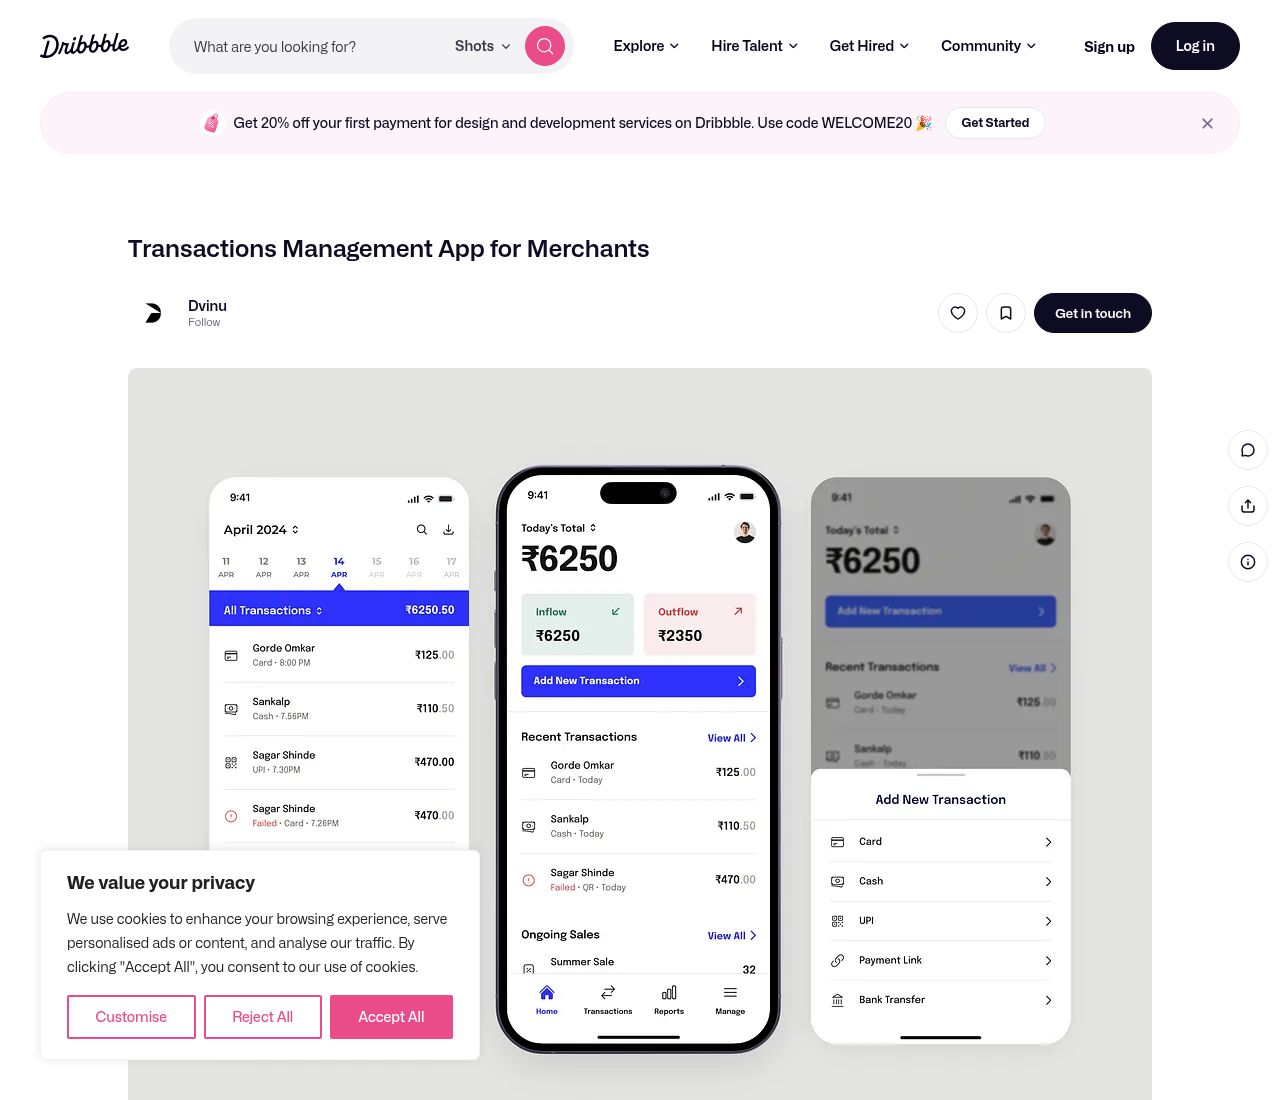 Dribbble
What are you looking for?
Shots
Explore
Hire Talent
Get Hired
Community
Sign up
Log in
Get 20% off your first payment for design and development services on Dribbble. Use code WELCOME20 🎉
Get Started
Transactions Management App for Merchants
Dvinu
Follow
Get in touch
9:41
April 2024
11 12 13 14 15 16 17
APR APR APR APR APR APR APR
All Transactions ₹6250.50
Gorde Omkar
Card • 8:00 PM
₹125.00
Sankalp
Cash • 7.56PM
₹110.50
Sagar Shinde
UPI • 7.30PM
₹470.00
Sagar Shinde
Failed • Card • 7.26PM
₹470.00
9:41
Today's Total
₹6250
Inflow
₹6250
Outflow
₹2350
Add New Transaction
Recent Transactions
View All
Gorde Omkar
Card • Today
₹125.00
Sankalp
Cash • Today
₹110.50
Sagar Shinde
Failed • QR • Today
₹470.00
Ongoing Sales
View All
Summer Sale
32
Home
Transactions
Reports
Manage
9:41
Today's Total
₹6250
Add New Transaction
Recent Transactions
View All
Gorde Omkar
Card • Today
₹125.00
Sankalp
Cash • Today
₹110.50
Add New Transaction
Card
Cash
UPI
Payment Link
Bank Transfer
We value your privacy
We use cookies to enhance your browsing experience, serve
personalised ads or content, and analyse our traffic. By
clicking "Accept All", you consent to our use of cookies.
Customise
Reject All
Accept All